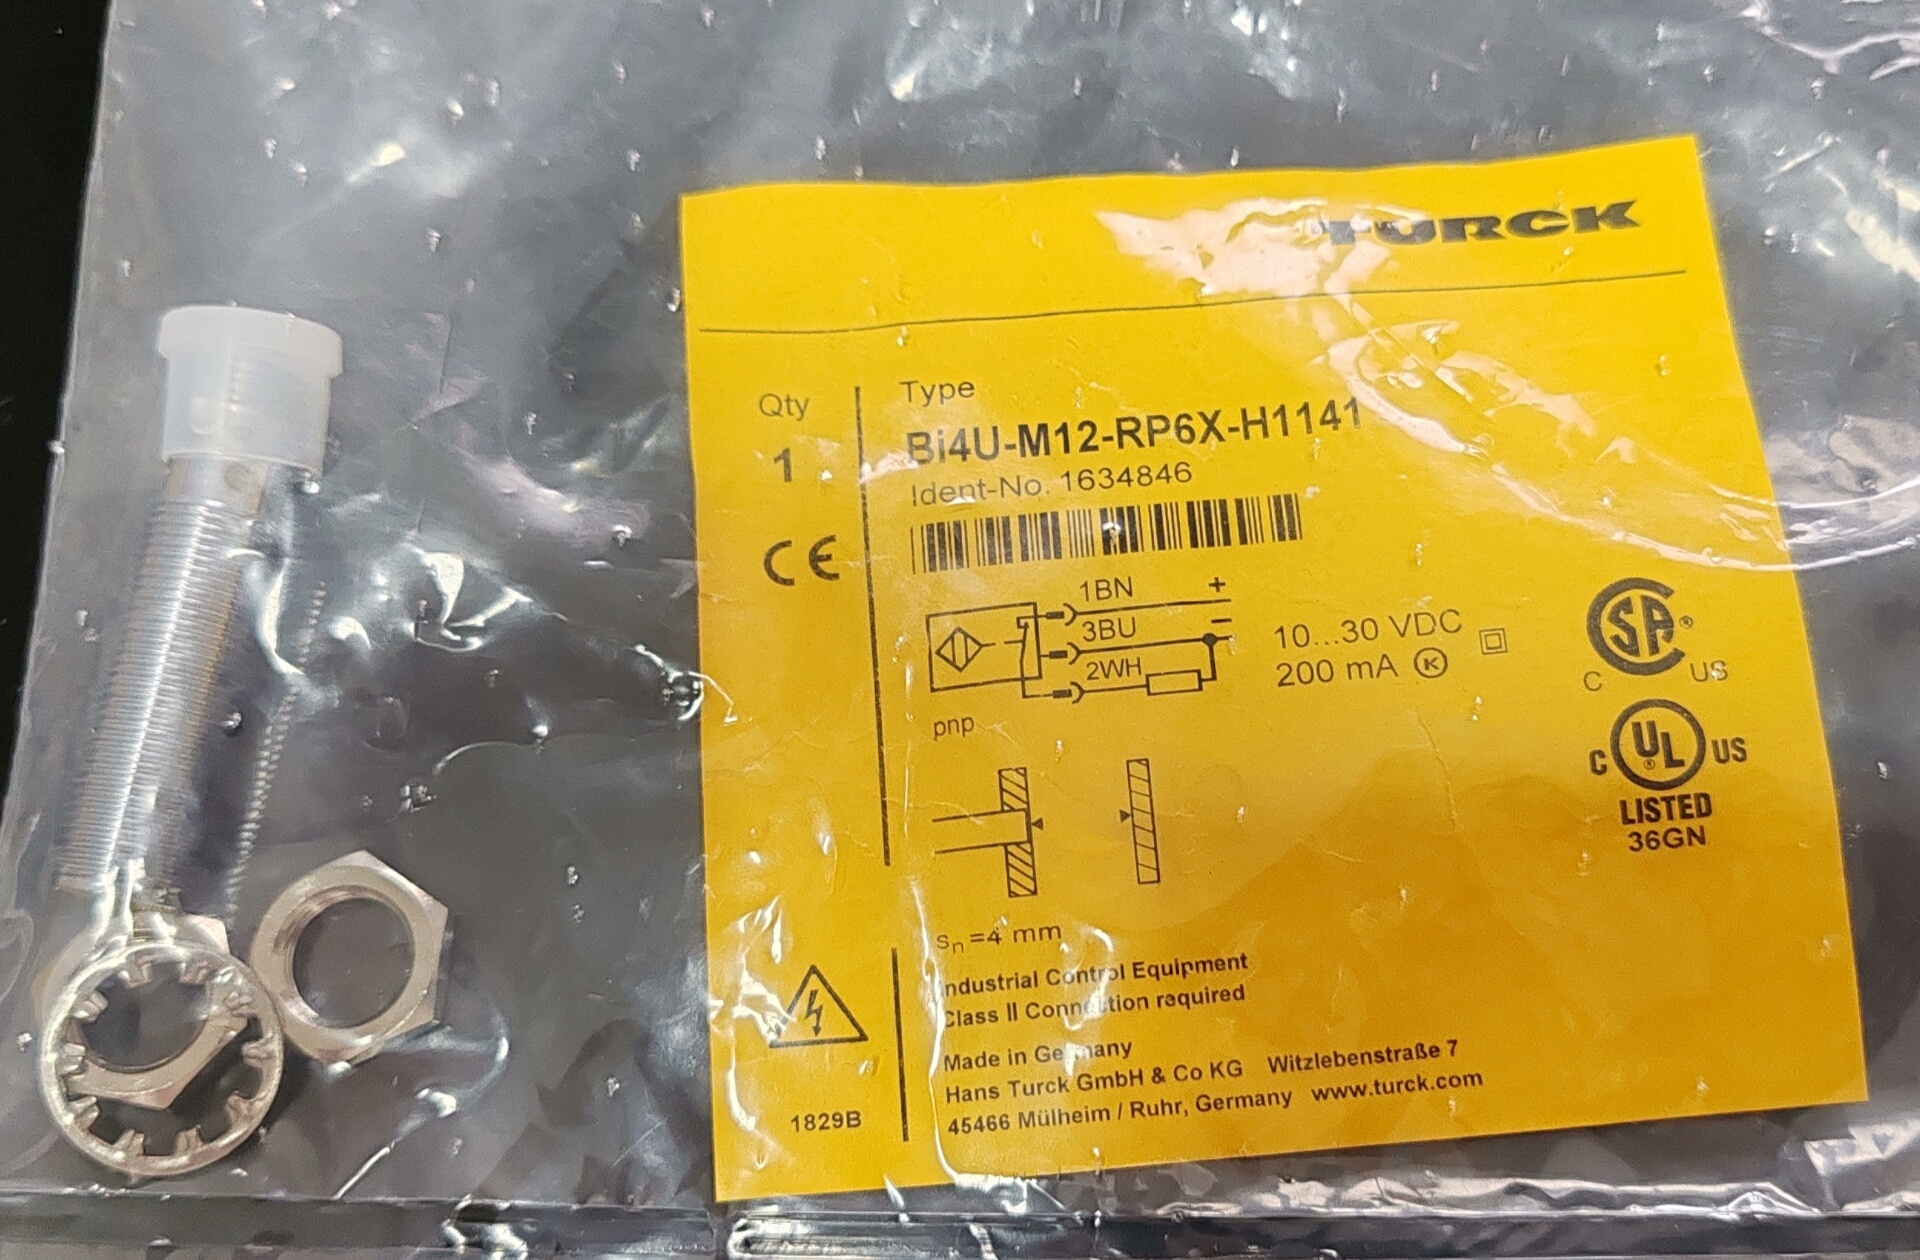 TURCK
Qty
1
Type
Bi4U-M12-RP6X-H1141
Ident-No. 1634846
CE
1BN +
3BU −
2WH
pnp
10...30 VDC
200 mA K
SA®
C US
C UL® US
LISTED
36GN
sn=4 mm
Industrial Control Equipment
Class II Connection required
Made in Germany
Hans Turck GmbH & Co KG Witzlebenstraße 7
45466 Mülheim / Ruhr, Germany www.turck.com
1829B